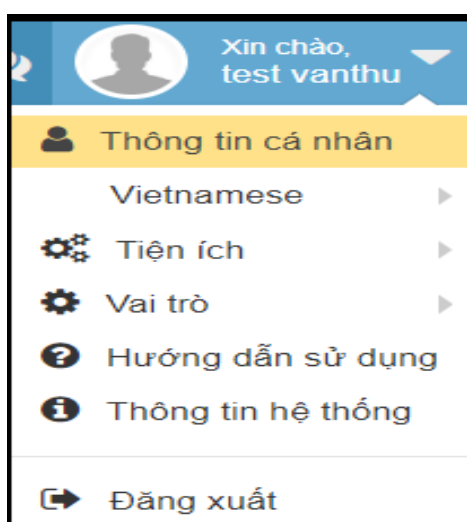 Xin chào,
test vanthu
Thông tin cá nhân
Vietnamese
Tiện ích
Vai trò
Hướng dẫn sử dụng
Thông tin hệ thống
Đăng xuất